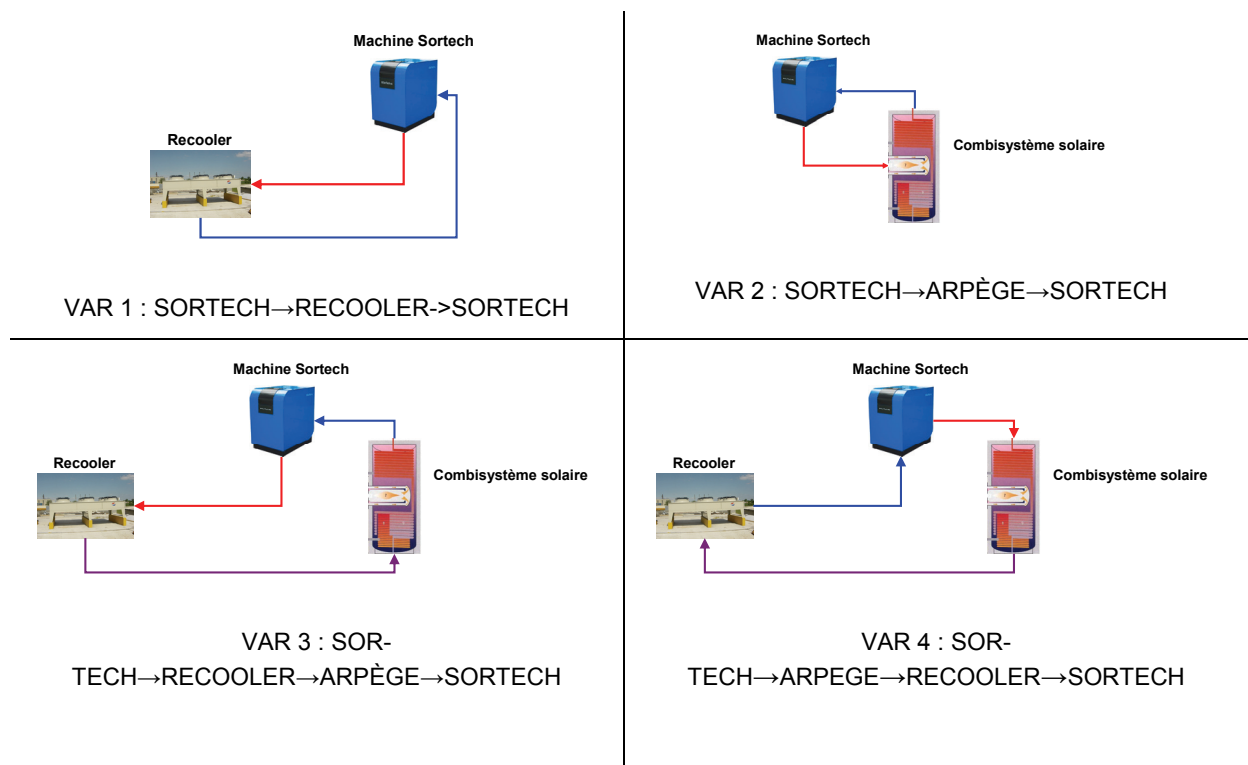 Machine Sortech
Recooler
VAR 1 : SORTECH→RECOOLER->SORTECH
Machine Sortech
Combisystème solaire
VAR 2 : SORTECH→ARPÈGE→SORTECH
Machine Sortech
Recooler
Combisystème solaire
VAR 3 : SOR-
TECH→RECOOLER→ARPÈGE→SORTECH
Machine Sortech
Recooler
Combisystème solaire
VAR 4 : SOR-
TECH→ARPEGE→RECOOLER→SORTECH